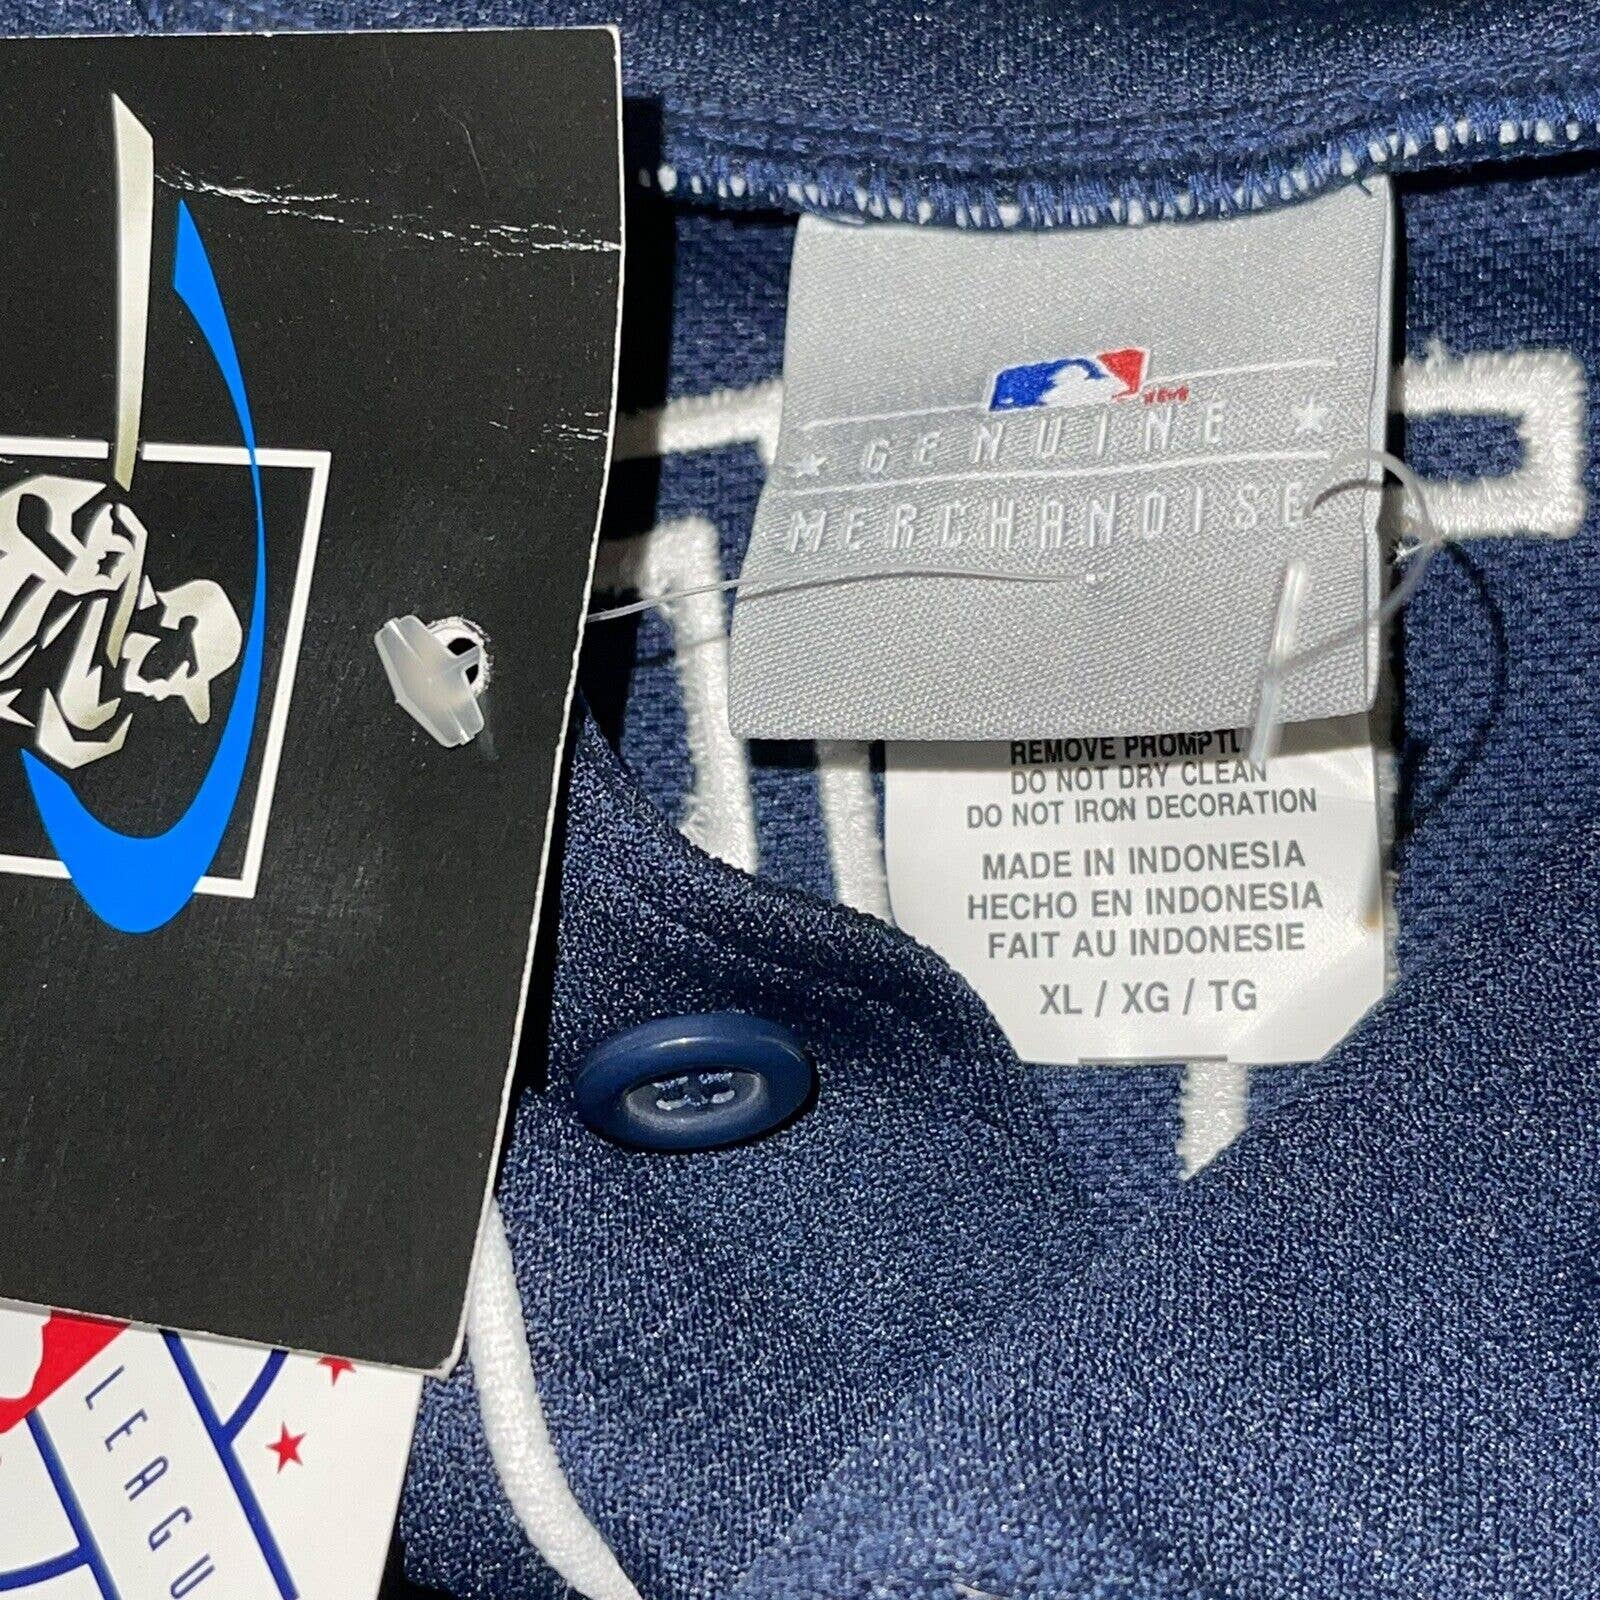 GENUINE
MERCHANDISE
REMOVE PROMPTL
DO NOT DRY CLEAN
DO NOT IRON DECORATION
MADE IN INDONESIA
HECHO EN INDONESIA
FAIT AU INDONESIE
XL / XG / TG
LEAGU